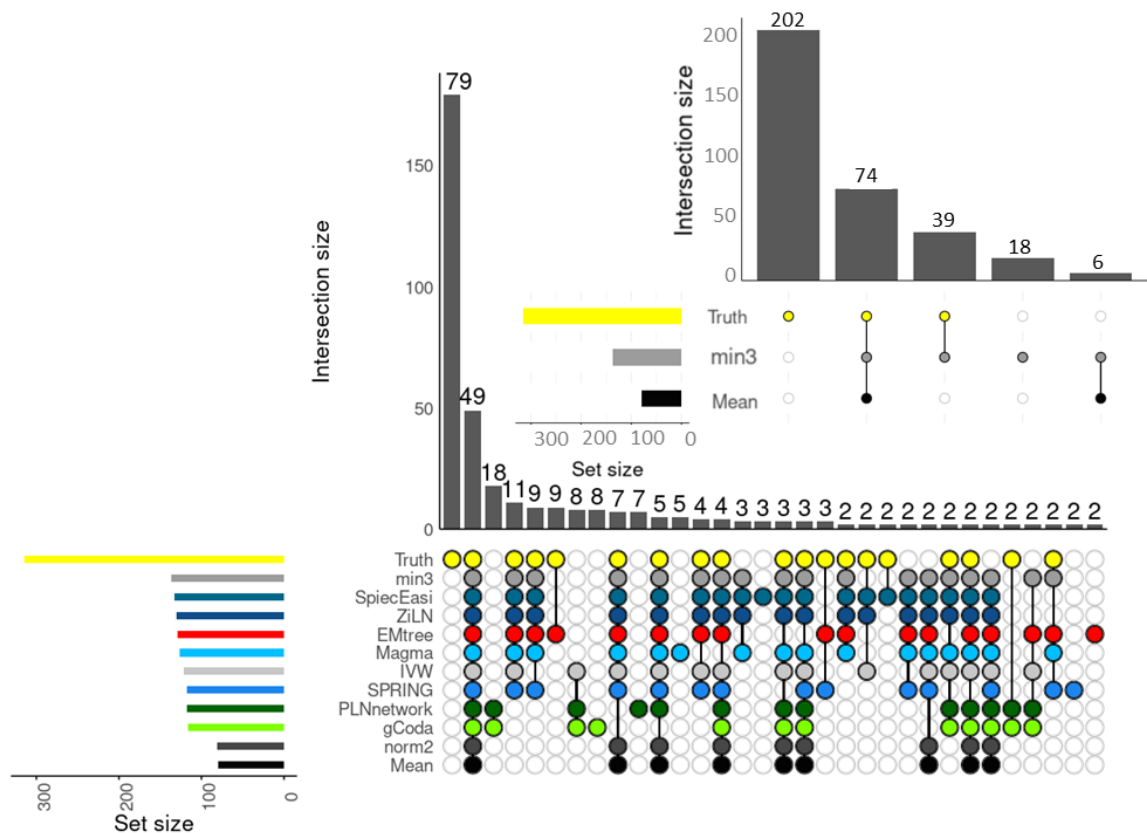 202
200
150
100
50
0
Intersection size
74
39
18
6
Truth
min3
Mean
300 200 100 0
Set size
79
49
18
11
9 9 8 8 7 7 5 5 4 4 3 3 3 3 3 2 2 2 2 2 2 2 2 2 2 2 2 2
150
100
50
0
Intersection size
Truth
min3
SpiecEasi
ZiLN
EMtree
Magma
IVW
SPRING
PLNnetwork
gCoda
norm2
Mean
300 200 100 0
Set size